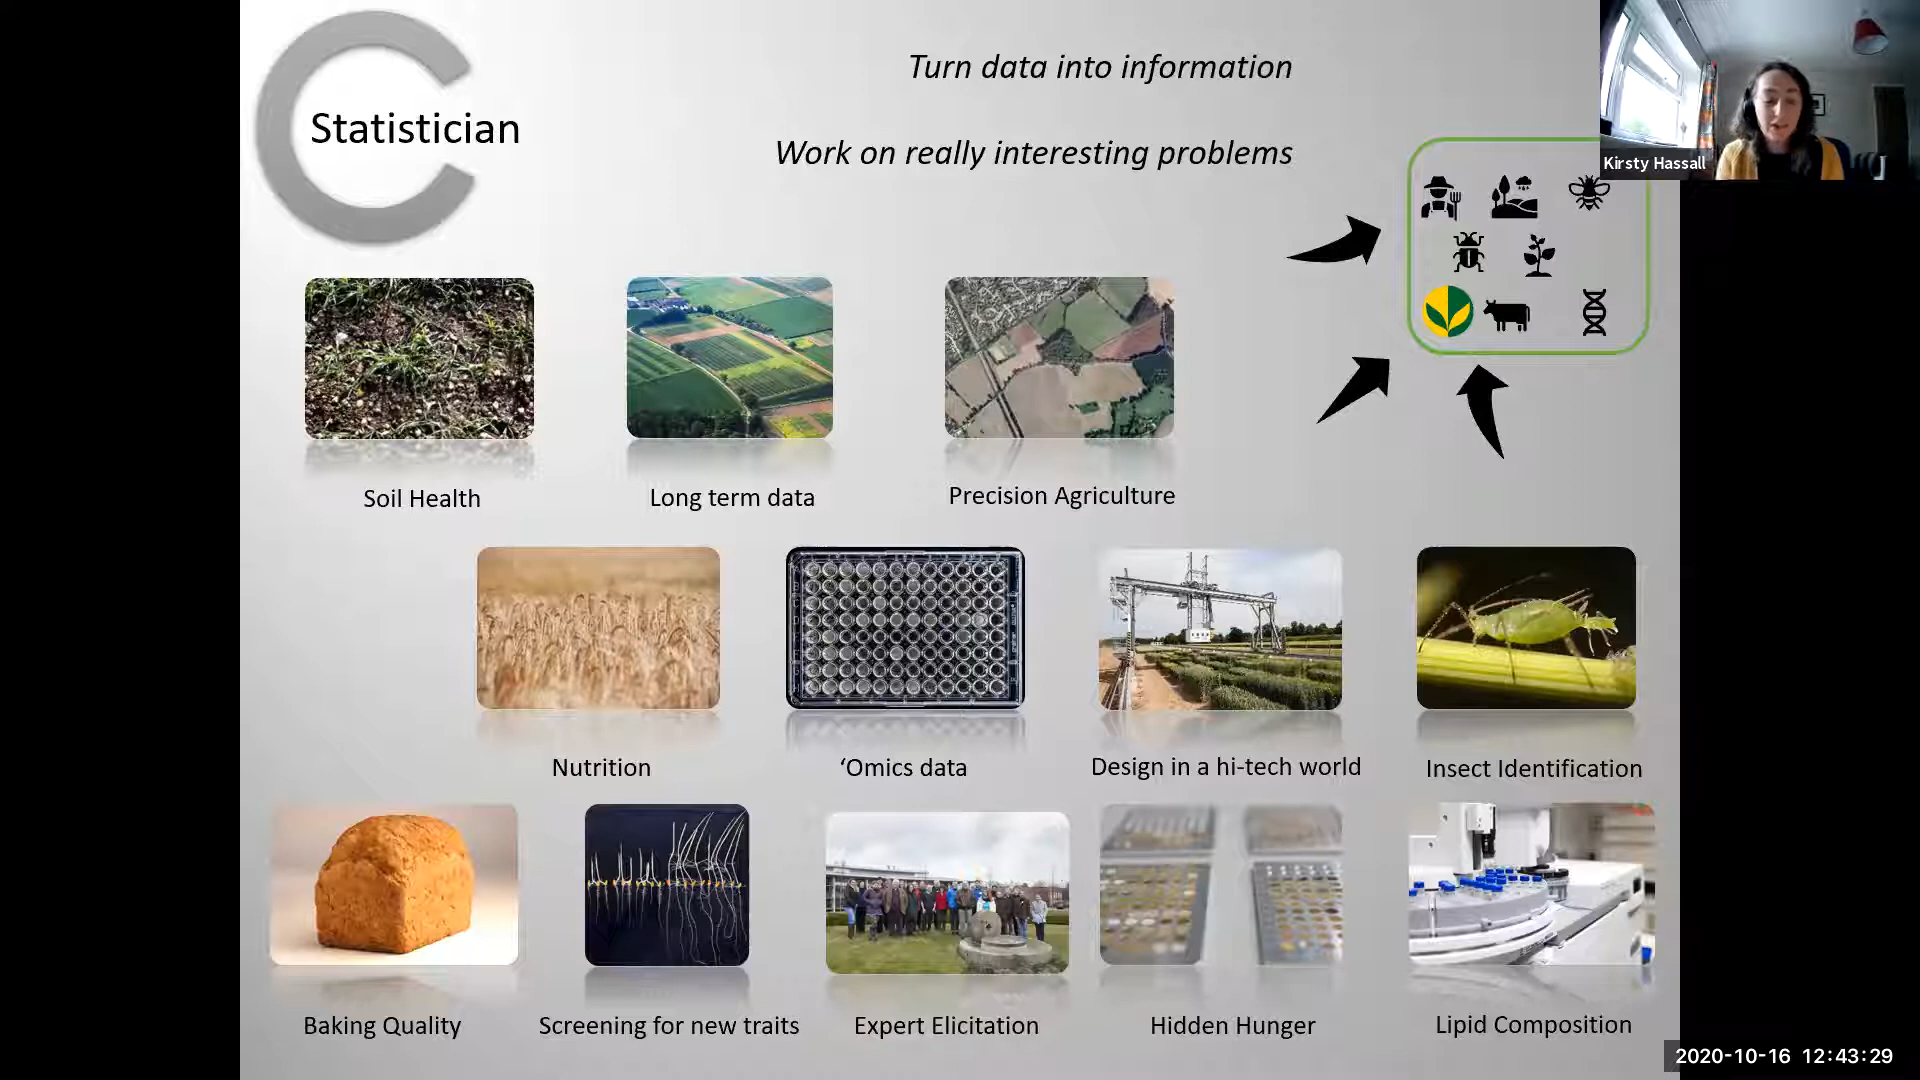 Statistician
Turn data into information
Work on really interesting problems
Kirsty Hassall
Soil Health
Long term data
Precision Agriculture
Nutrition
‘Omics data
Design in a hi-tech world
Insect Identification
Baking Quality
Screening for new traits
Expert Elicitation
Hidden Hunger
Lipid Composition
2020-10-16 12:43:29